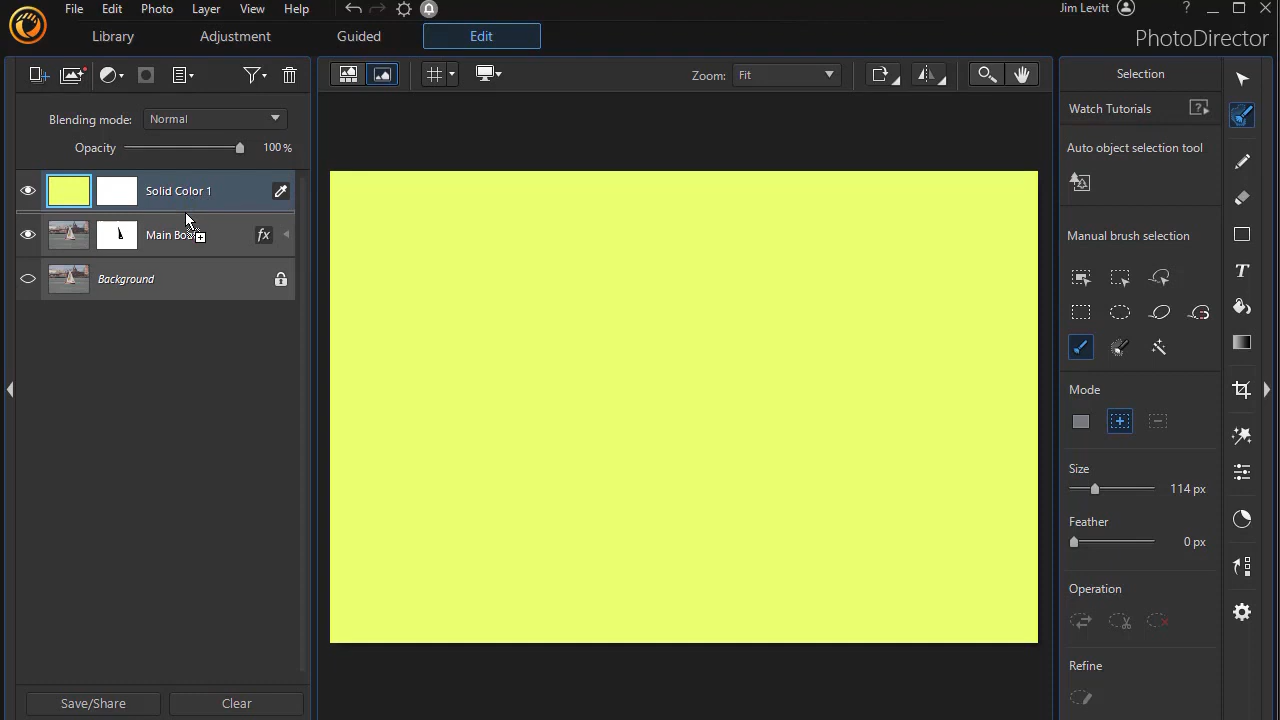 File Edit Photo Layer View Help
Jim Levitt ?
Library Adjustment Guided Edit
PhotoDirector
Zoom: Fit
Selection
Watch Tutorials
Blending mode: Normal
Opacity 100 %
Auto object selection tool
Solid Color 1
Manual brush selection
fx
Background
T
Mode
Size
114 px
Feather
0 px
Operation
Refine
Save/Share Clear